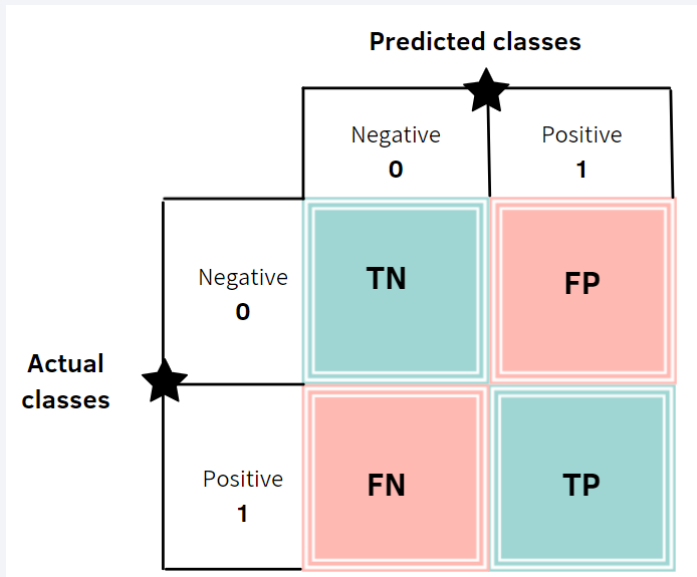 Predicted classes
Negative
0
Positive
1
Negative
0
TN
FP
Actual
classes
Positive
1
FN
TP